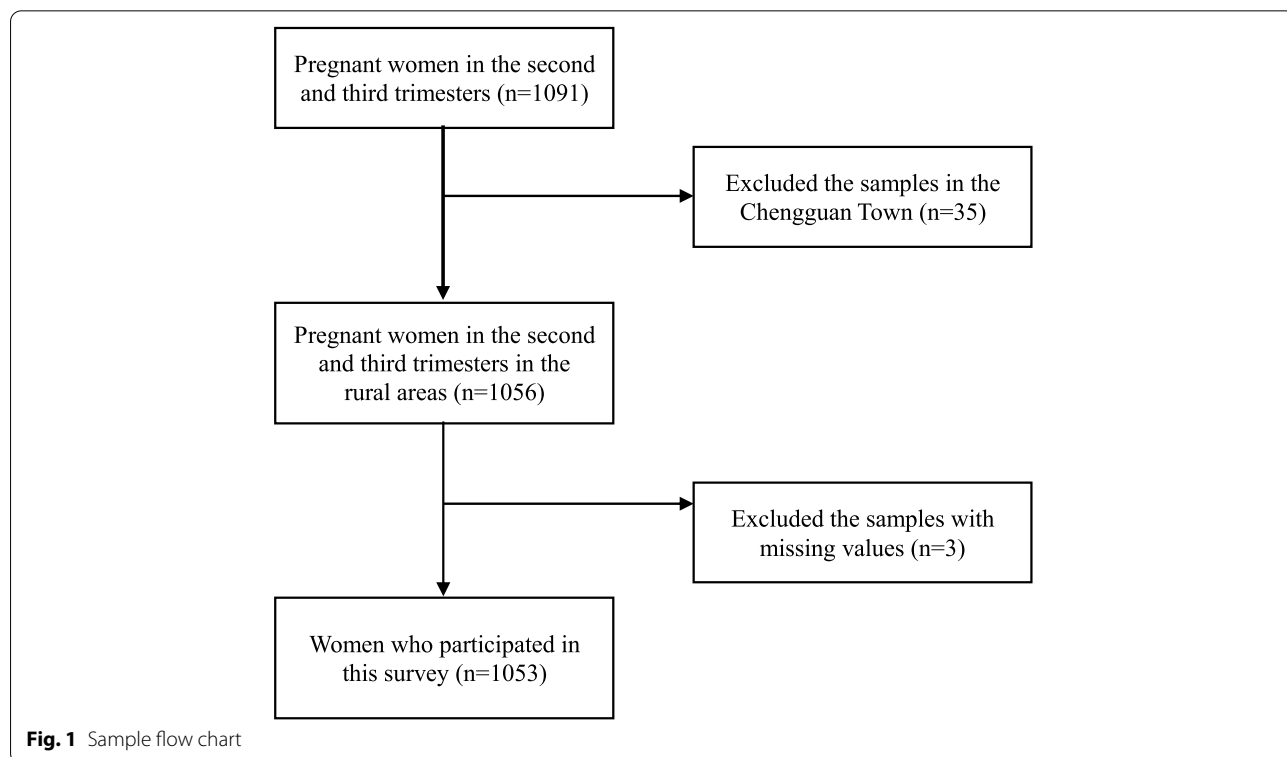 Pregnant women in the second
and third trimesters (n=1091)
Excluded the samples in the
Chengguan Town (n=35)
Pregnant women in the second
and third trimesters in the
rural areas (n=1056)
Excluded the samples with
missing values (n=3)
Women who participated in
this survey (n=1053)
Fig. 1 Sample flow chart